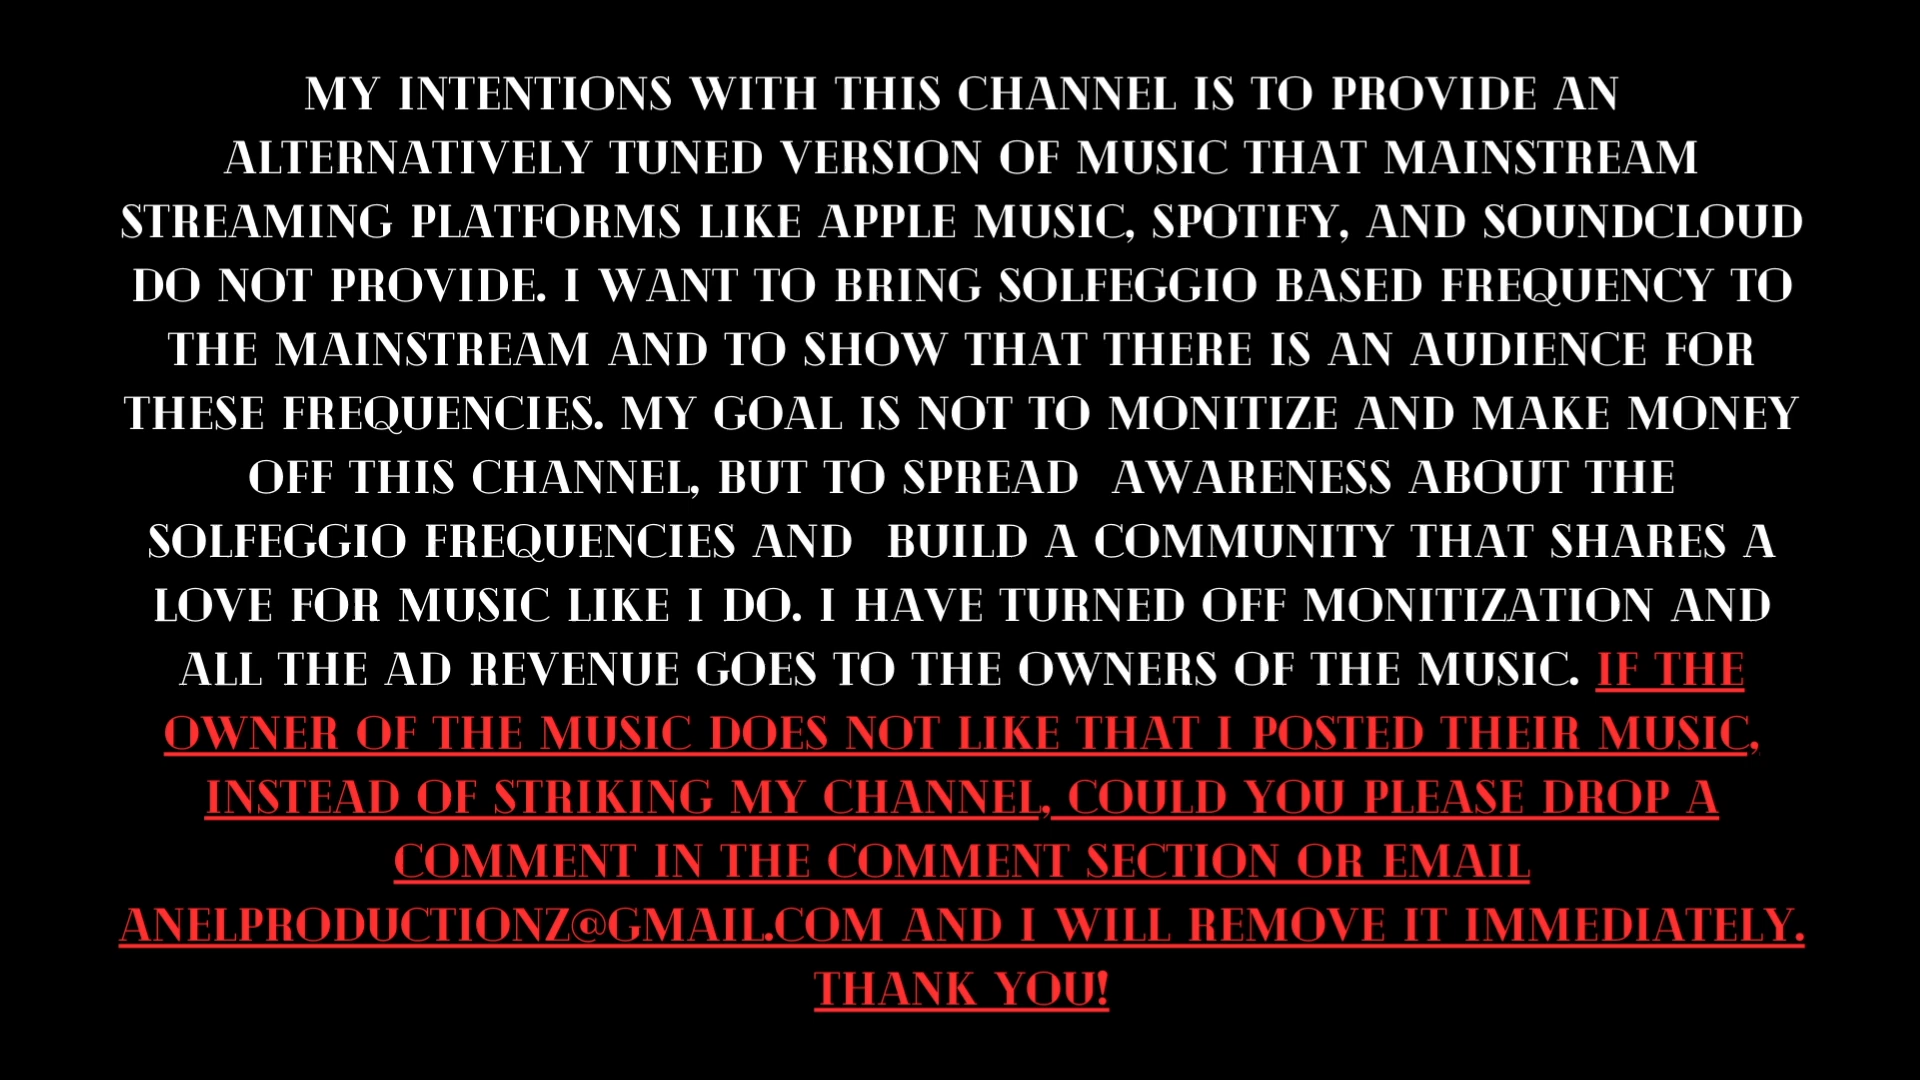 MY INTENTIONS WITH THIS CHANNEL IS TO PROVIDE AN
ALTERNATIVELY TUNED VERSION OF MUSIC THAT MAINSTREAM
STREAMING PLATFORMS LIKE APPLE MUSIC, SPOTIFY, AND SOUNDCLOUD
DO NOT PROVIDE. I WANT TO BRING SOLFEGGIO BASED FREQUENCY TO
THE MAINSTREAM AND TO SHOW THAT THERE IS AN AUDIENCE FOR
THESE FREQUENCIES. MY GOAL IS NOT TO MONITIZE AND MAKE MONEY
OFF THIS CHANNEL, BUT TO SPREAD  AWARENESS ABOUT THE
SOLFEGGIO FREQUENCIES AND  BUILD A COMMUNITY THAT SHARES A
LOVE FOR MUSIC LIKE I DO. I HAVE TURNED OFF MONITIZATION AND
ALL THE AD REVENUE GOES TO THE OWNERS OF THE MUSIC. IF THE
OWNER OF THE MUSIC DOES NOT LIKE THAT I POSTED THEIR MUSIC,
INSTEAD OF STRIKING MY CHANNEL, COULD YOU PLEASE DROP A
COMMENT IN THE COMMENT SECTION OR EMAIL
ANELPRODUCTIONZ@GMAIL.COM AND I WILL REMOVE IT IMMEDIATELY.
THANK YOU!